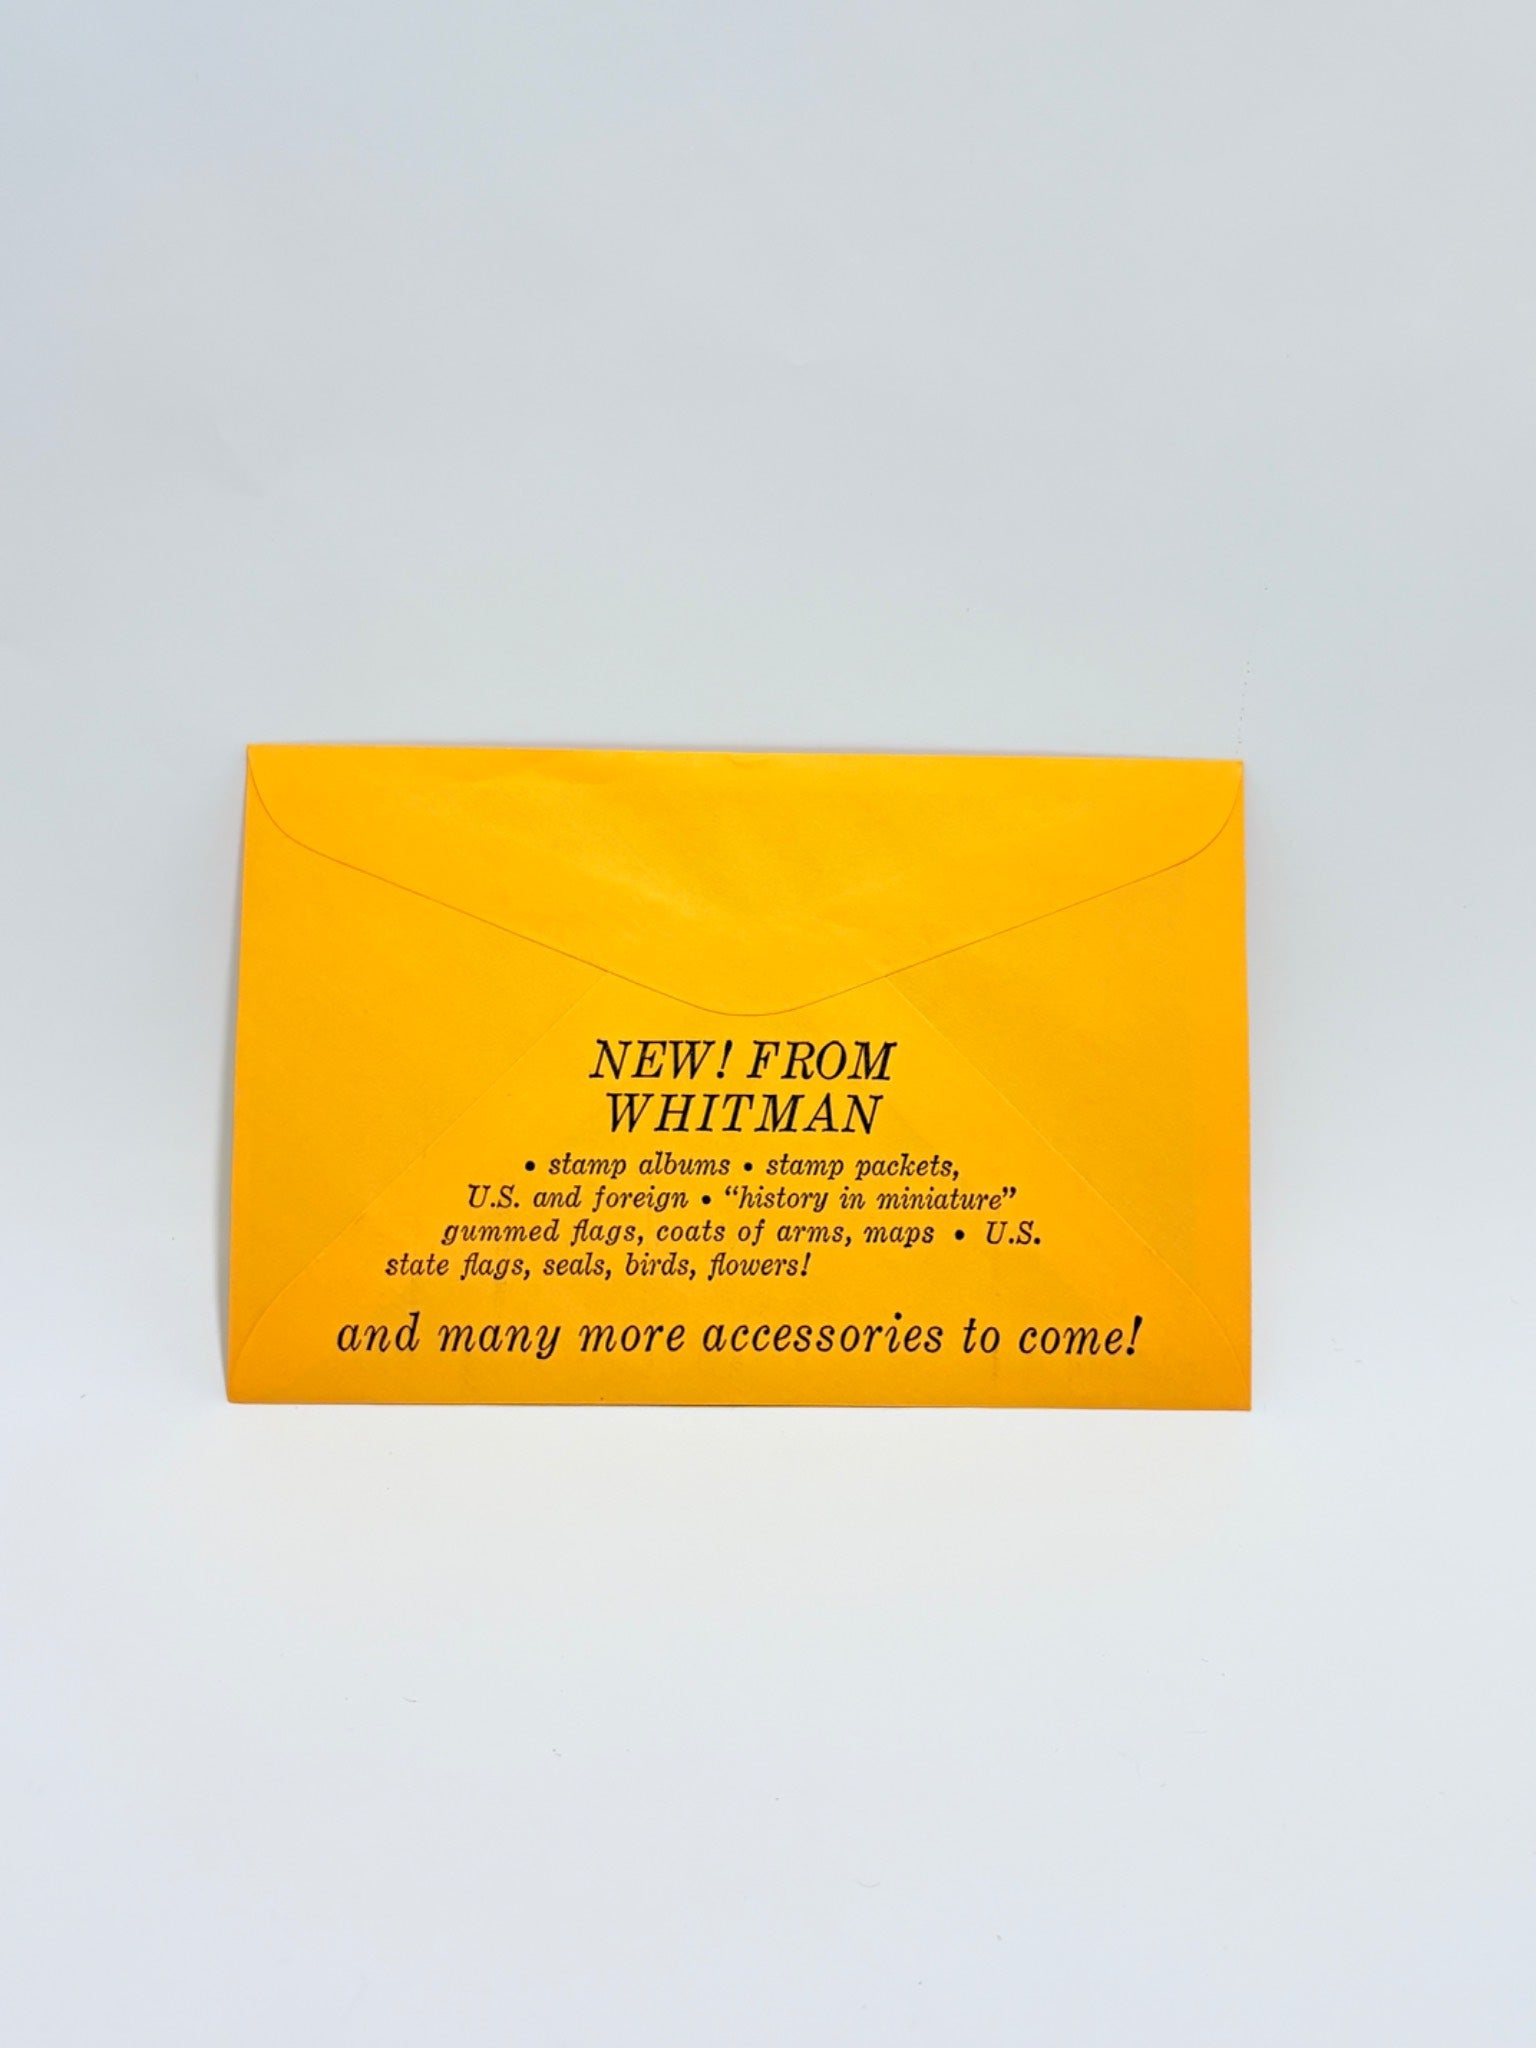 NEW! FROM
WHITMAN
• stamp albums • stamp packets,
U.S. and foreign • “history in miniature”
gummed flags, coats of arms, maps • U.S.
state flags, seals, birds, flowers!
and many more accessories to come!